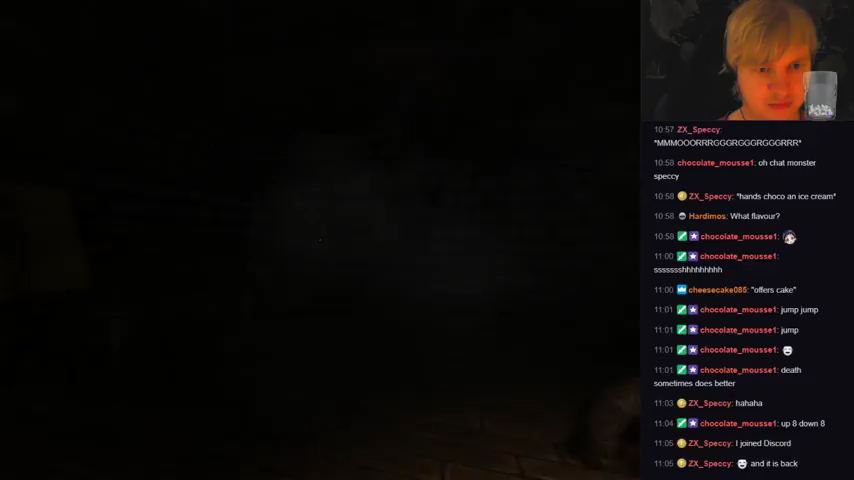 10:57 ZX_Speccy:
*MMMOOORRRGGGRGGGRGGGRRR*
10:58 chocolate_mousse1: oh chat monster
speccy
10:58 ZX_Speccy: *hands choco an ice cream*
10:58 Hardimos: What flavour?
10:58 chocolate_mousse1:
11:00 chocolate_mousse1:
sssssshhhhhhhhh
11:00 cheesecake085: "offers cake"
11:01 chocolate_mousse1: jump jump
11:01 chocolate_mousse1: jump
11:01 chocolate_mousse1:
11:01 chocolate_mousse1: death
sometimes does better
11:03 ZX_Speccy: hahaha
11:04 chocolate_mousse1: up 8 down 8
11:05 ZX_Speccy: I joined Discord
11:05 ZX_Speccy: and it is back